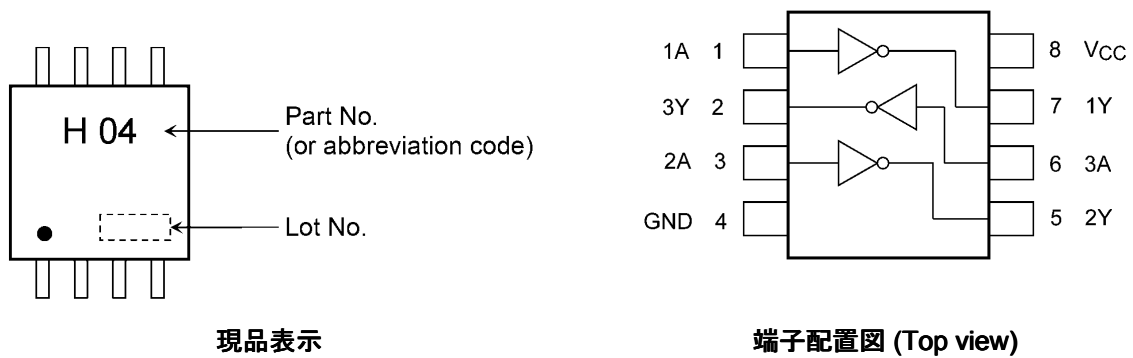 H 04
Part No.
(or abbreviation code)
Lot No.
現品表示
1A 1
3Y 2
2A 3
GND 4
8 VCC
7 1Y
6 3A
5 2Y
端子配置図 (Top view)